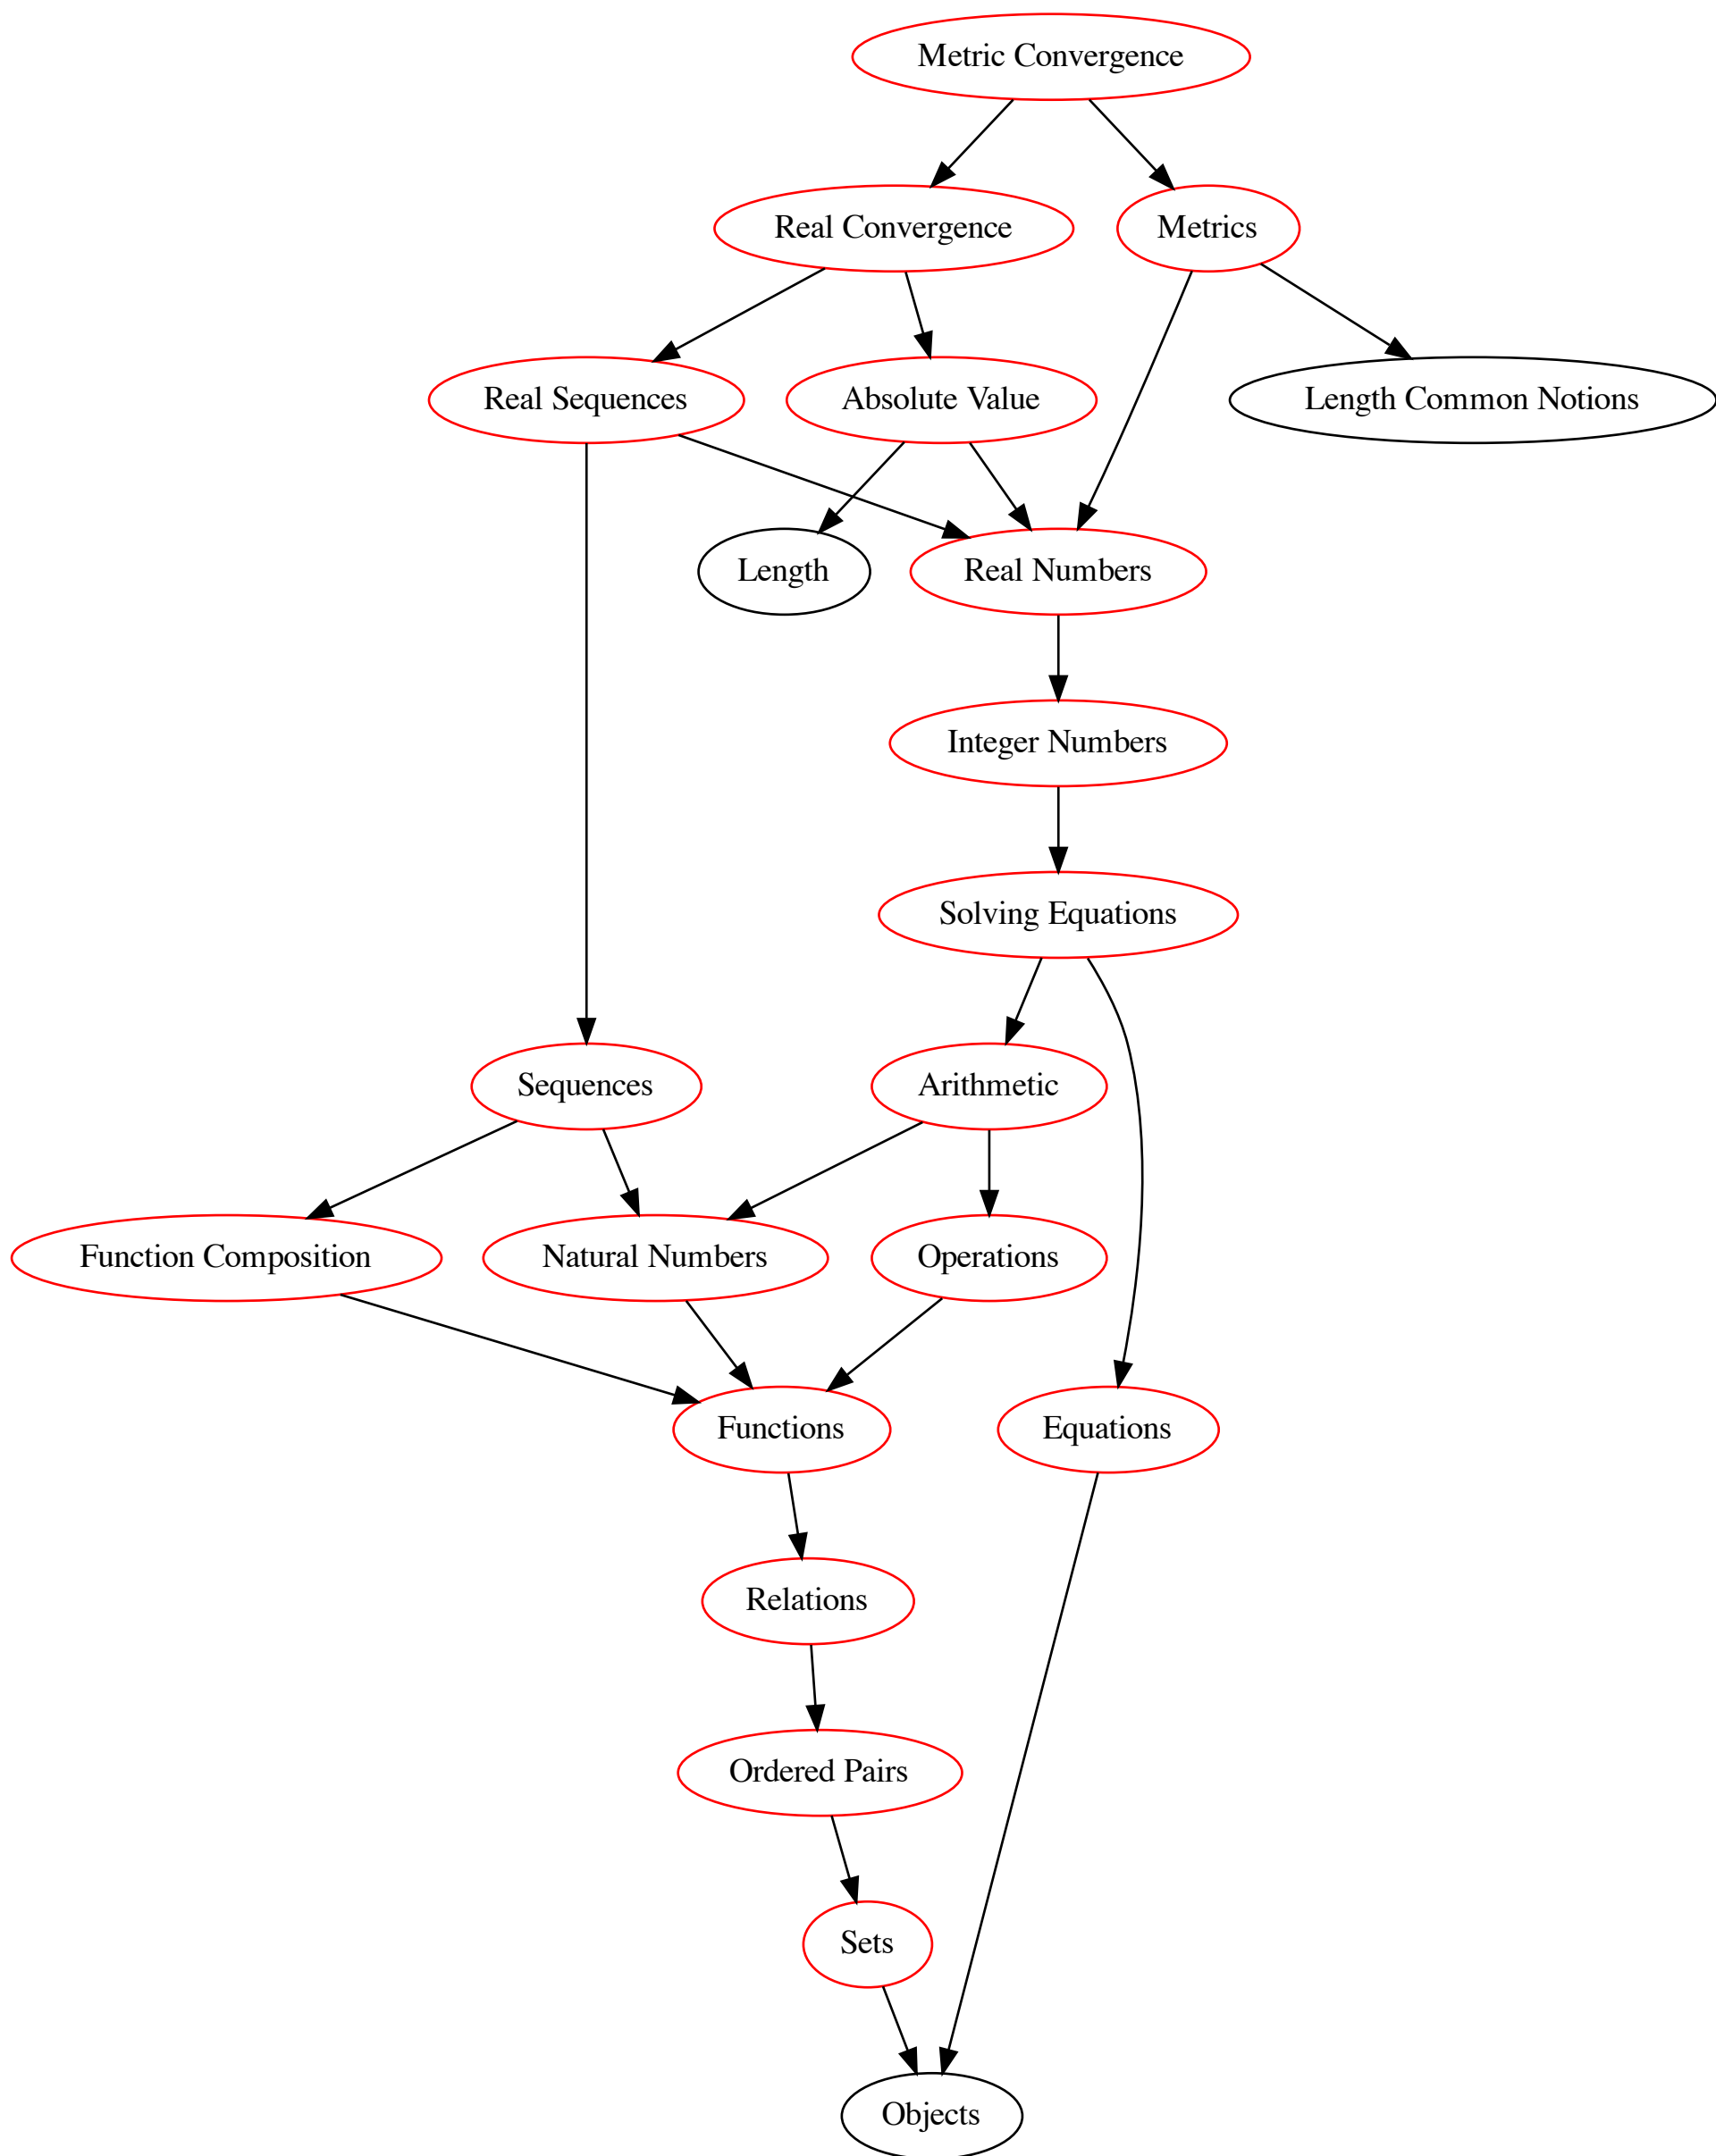 Metric Convergence
Real Convergence
Metrics
Real Sequences
Absolute Value
Length Common Notions
Length
Real Numbers
Integer Numbers
Solving Equations
Sequences
Arithmetic
Function Composition
Natural Numbers
Operations
Functions
Equations
Relations
Ordered Pairs
Sets
Objects